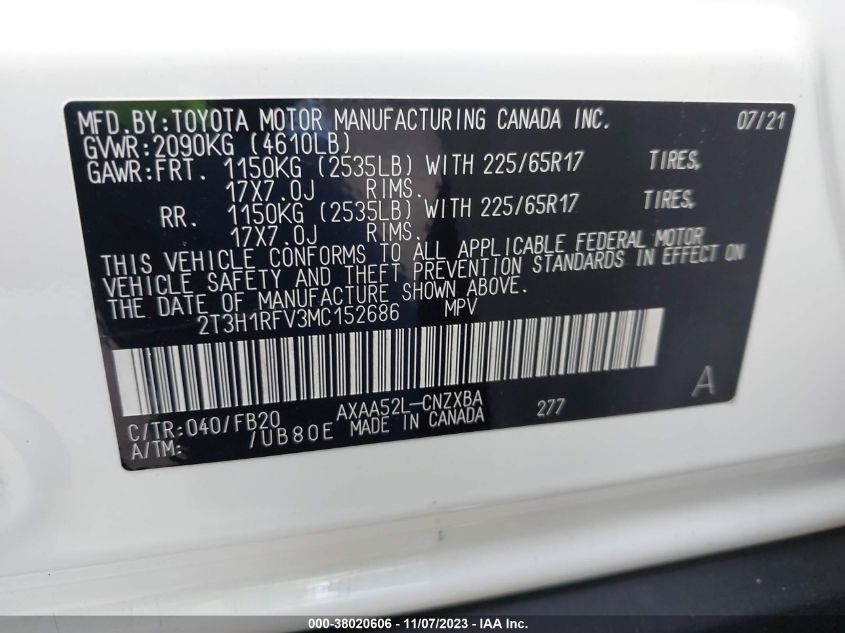 MFD.BY:TOYOTA MOTOR MANUFACTURING CANADA INC. 07/21
GVWR:2090KG (4610LB)
GAWR:FRT. 1150KG (2535LB) WITH 225/65R17 TIRES,
17X7.0J RIMS.
RR. 1150KG (2535LB) WITH 225/65R17 TIRES,
17X7.0J RIMS.
THIS VEHICLE CONFORMS TO ALL APPLICABLE FEDERAL MOTOR
VEHICLE SAFETY AND THEFT PREVENTION STANDARDS IN EFFECT ON
THE DATE OF MANUFACTURE SHOWN ABOVE.
2T3H1RFV3MC152686 MPV
A
C/TR:040/FB20 AXAA52L-CNZXBA 277
A/TM: /UB80E MADE IN CANADA
000-38020606 - 11/07/2023 - IAA Inc.